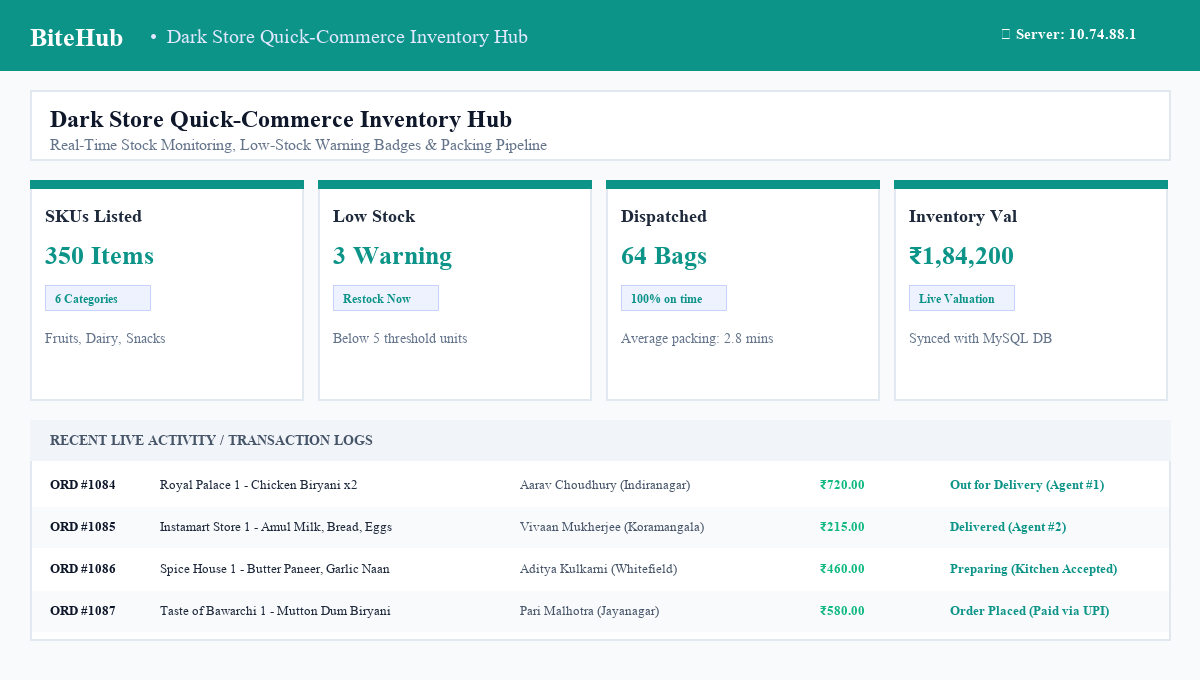 BiteHub • Dark Store Quick-Commerce Inventory Hub
Server: 10.74.88.1
Dark Store Quick-Commerce Inventory Hub
Real-Time Stock Monitoring, Low-Stock Warning Badges & Packing Pipeline
SKUs Listed
350 Items
6 Categories
Fruits, Dairy, Snacks
Low Stock
3 Warning
Restock Now
Below 5 threshold units
Dispatched
64 Bags
100% on time
Average packing: 2.8 mins
Inventory Val
₹1,84,200
Live Valuation
Synced with MySQL DB
RECENT LIVE ACTIVITY / TRANSACTION LOGS
ORD #1084 Royal Palace 1 - Chicken Biryani x2 Aarav Choudhury (Indiranagar) ₹720.00 Out for Delivery (Agent #1)
ORD #1085 Instamart Store 1 - Amul Milk, Bread, Eggs Vivaan Mukherjee (Koramangala) ₹215.00 Delivered (Agent #2)
ORD #1086 Spice House 1 - Butter Paneer, Garlic Naan Aditya Kulkarni (Whitefield) ₹460.00 Preparing (Kitchen Accepted)
ORD #1087 Taste of Bawarchi 1 - Mutton Dum Biryani Pari Malhotra (Jayanagar) ₹580.00 Order Placed (Paid via UPI)